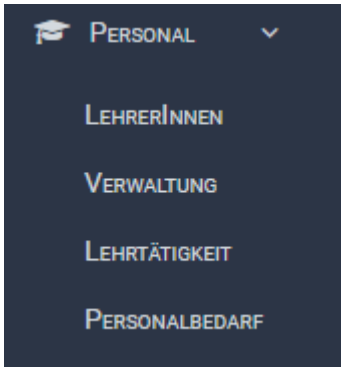 Personal
LehrerInnen
Verwaltung
Lehrtätigkeit
Personalbedarf